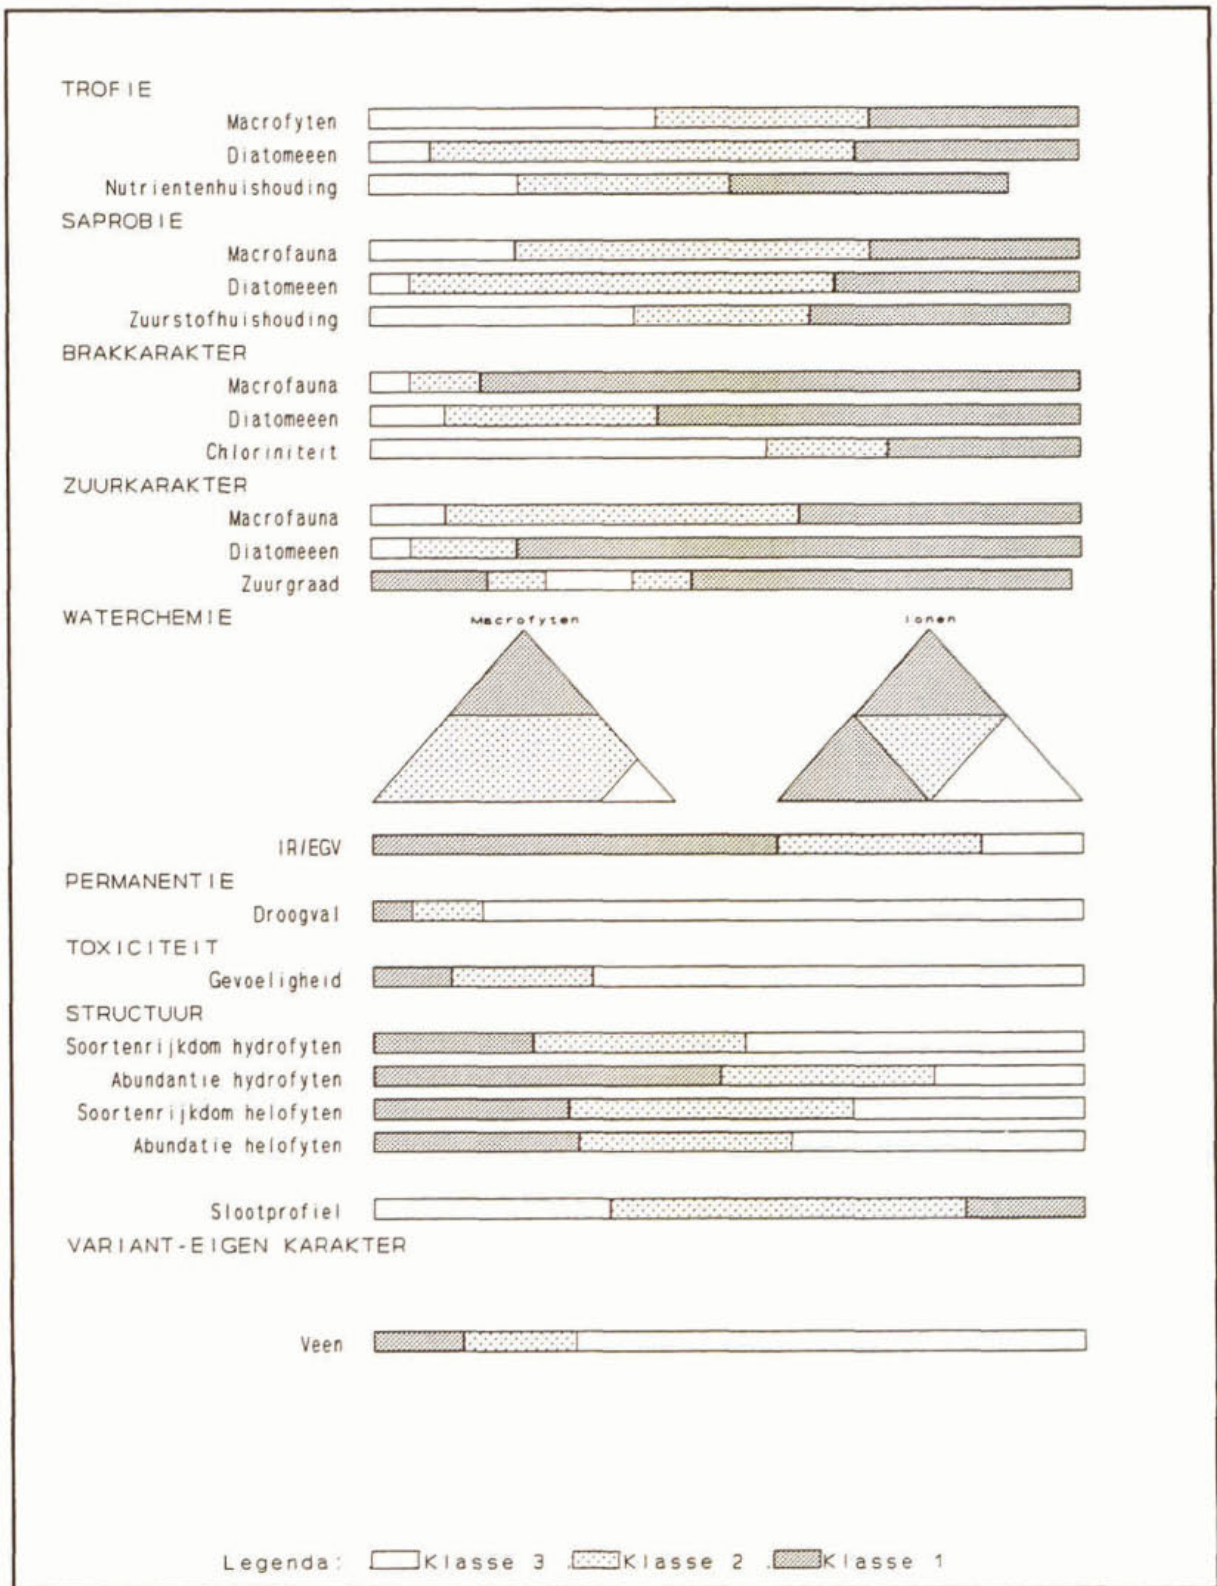 TROFIE
Macrofyten
Diatomeeen
Nutrientenhuishouding
SAPROBIE
Macrofauna
Diatomeeen
Zuurstofhuishouding
BRAKKARAKTER
Macrofauna
Diatomeeen
Chloriniteit
ZUURKARAKTER
Macrofauna
Diatomeeen
Zuurgraad
WATERCHEMIE
Macrofyten Ionen
IR/EGV
PERMANENTIE
Droogval
TOXICITEIT
Gevoeligheid
STRUCTUUR
Soortenrijkdom hydrofyten
Abundantie hydrofyten
Soortenrijkdom helofyten
Abundatie helofyten
Slootprofiel
VARIANT-EIGEN KARAKTER
Veen
Legenda: Klasse 3 Klasse 2 Klasse 1